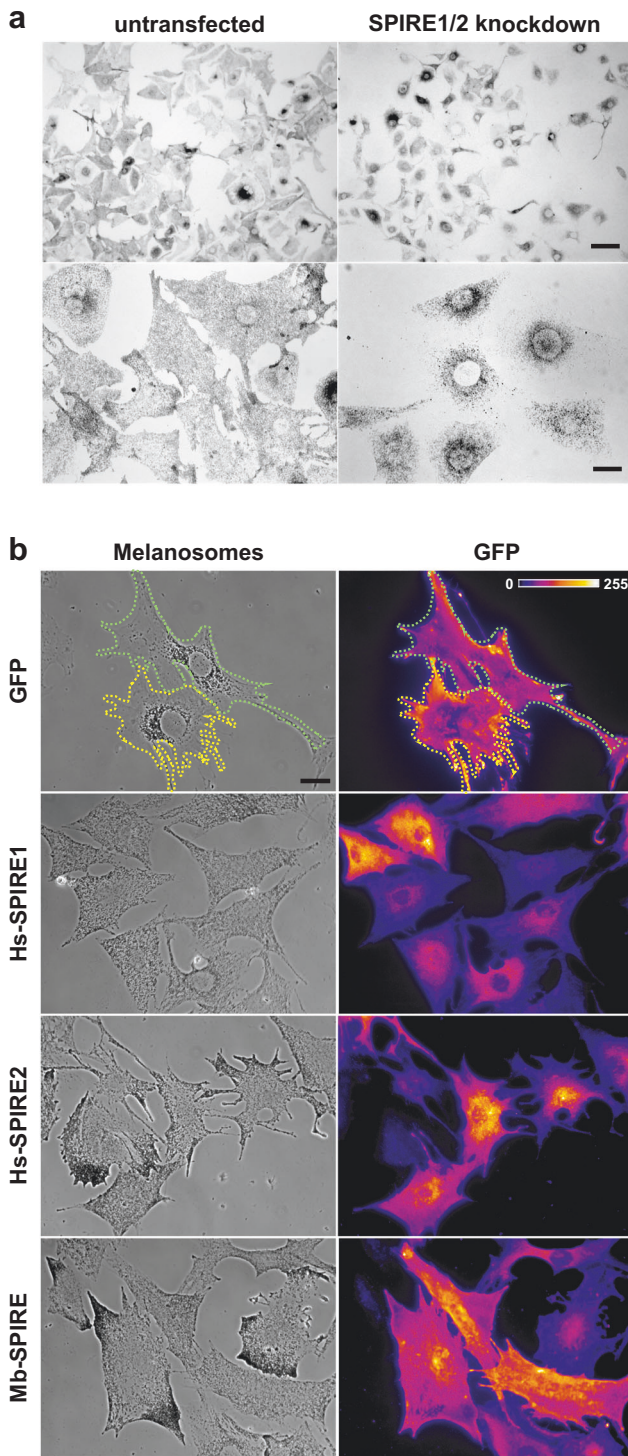 a
untransfected SPIRE1/2 knockdown
b
Melanosomes GFP
GFP
0 255
Hs-SPIRE1
Hs-SPIRE2
Mb-SPIRE